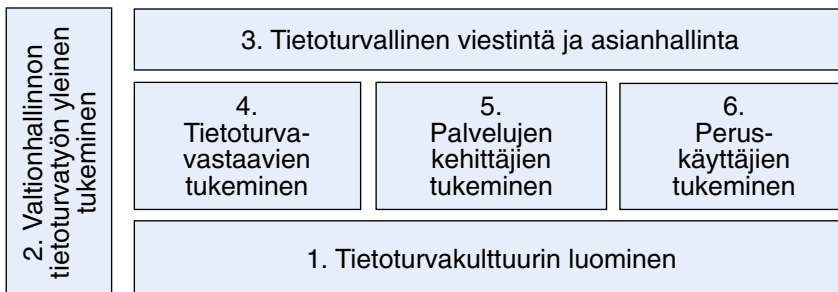 2. Valtionhallinnon
tietoturvatyön yleinen
tukeminen
3. Tietoturvallinen viestintä ja asianhallinta
4.
Tietoturva-
vastaavien
tukeminen
5.
Palvelujen
kehittäjien
tukeminen
6.
Perus-
käyttäjien
tukeminen
1. Tietoturvakulttuurin luominen